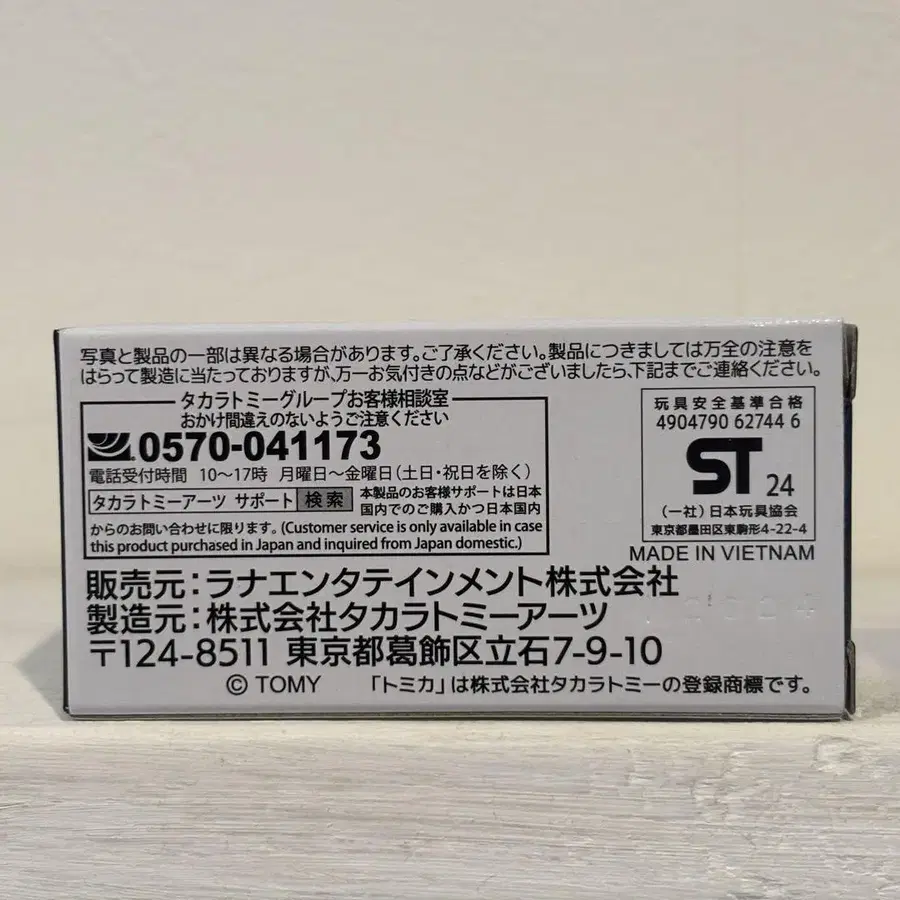 写真と製品の一部は異なる場合があります。ご了承ください。製品につきましては万全の注意を
はらって製造に当たっておりますが、万一お気付きの点などがございましたら、下記までご連絡ください。
タカラトミーグループお客様相談室
おかけ間違えのないようご注意ください
0570-041173
電話受付時間 10〜17時 月曜日〜金曜日(土日・祝日を除く)
タカラトミーアーツ サポート 検索 本製品のお客様サポートは日本
国内でのご購入かつ日本国内
からのお問い合わせに限ります。(Customer service is only available in case
this product purchased in Japan and inquired from Japan domestic.)
玩具安全基準合格
4904790 62744 6
ST 24
(一社)日本玩具協会
東京都墨田区東駒形4-22-4
MADE IN VIETNAM
販売元:ラナエンタテインメント株式会社
製造元:株式会社タカラトミーアーツ
〒124-8511 東京都葛飾区立石7-9-10
© TOMY 「トミカ」は株式会社タカラトミーの登録商標です。